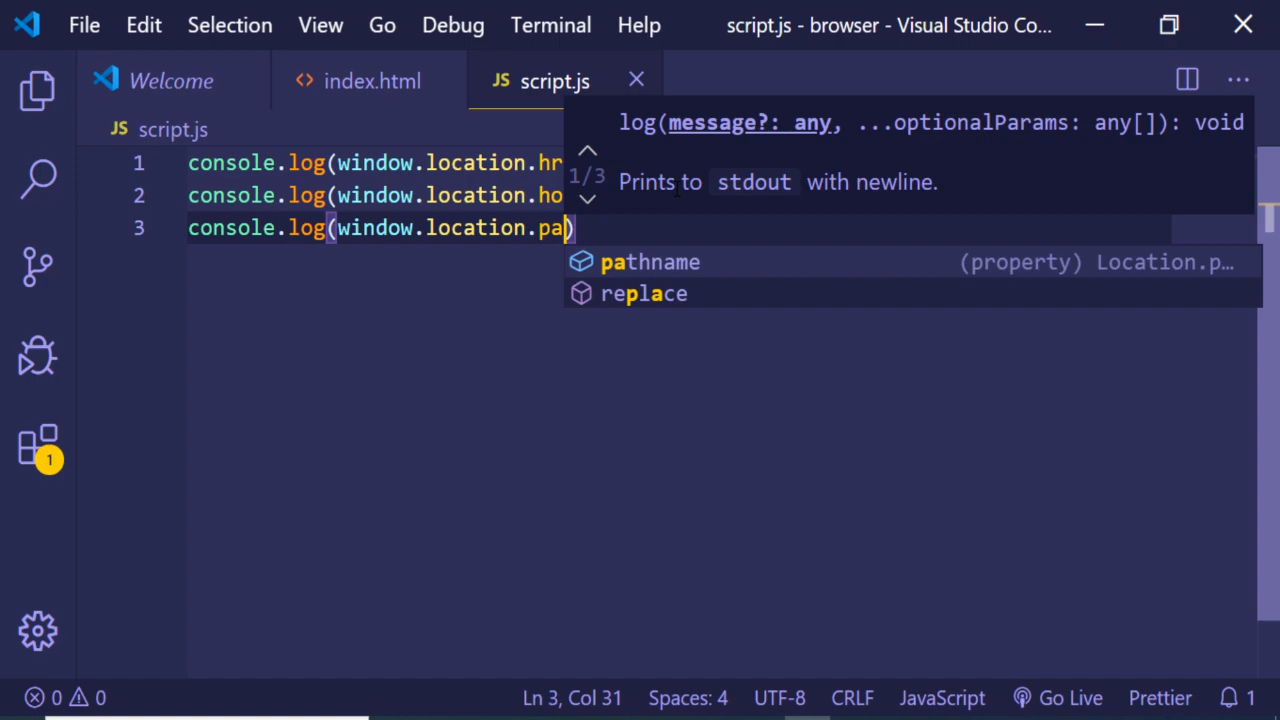 File Edit Selection View Go Debug Terminal Help script.js - browser - Visual Studio Co...
Welcome <> index.html JS script.js
JS script.js
log(message?: any, ...optionalParams: any[]): void
1/3 Prints to stdout with newline.
1 console.log(window.location.hr
2 console.log(window.location.ho
3 console.log(window.location.pa)
pathname (property) Location.p...
replace
1
0 0 Ln 3, Col 31 Spaces: 4 UTF-8 CRLF JavaScript Go Live Prettier 1